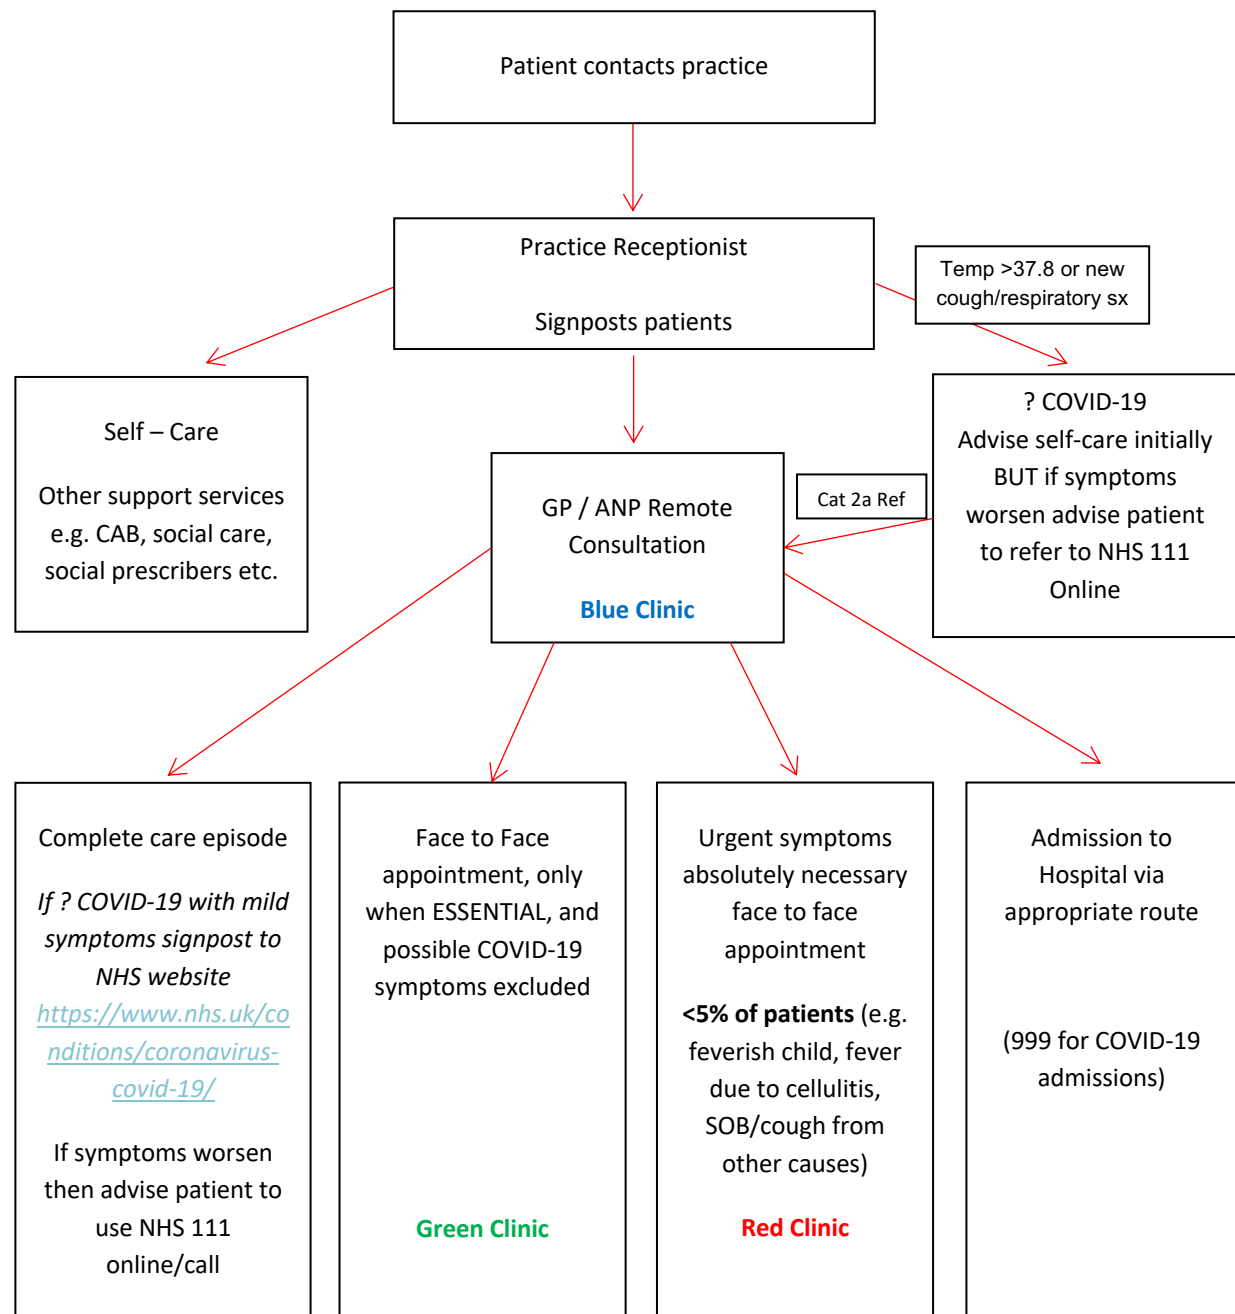 Patient contacts practice
Practice Receptionist
Signposts patients
Temp >37.8 or new
cough/respiratory sx
Self – Care
Other support services
e.g. CAB, social care,
social prescribers etc.
? COVID-19
Advise self-care initially
BUT if symptoms
worsen advise patient
to refer to NHS 111
Online
Cat 2a Ref
GP / ANP Remote
Consultation
Blue Clinic
Complete care episode
If ? COVID-19 with mild
symptoms signpost to
NHS website
https://www.nhs.uk/co
nditions/coronavirus-
covid-19/
If symptoms worsen
then advise patient to
use NHS 111
online/call
Face to Face
appointment, only
when ESSENTIAL, and
possible COVID-19
symptoms excluded
Green Clinic
Urgent symptoms
absolutely necessary
face to face
appointment
<5% of patients (e.g.
feverish child, fever
due to cellulitis,
SOB/cough from
other causes)
Red Clinic
Admission to
Hospital via
appropriate route
(999 for COVID-19
admissions)